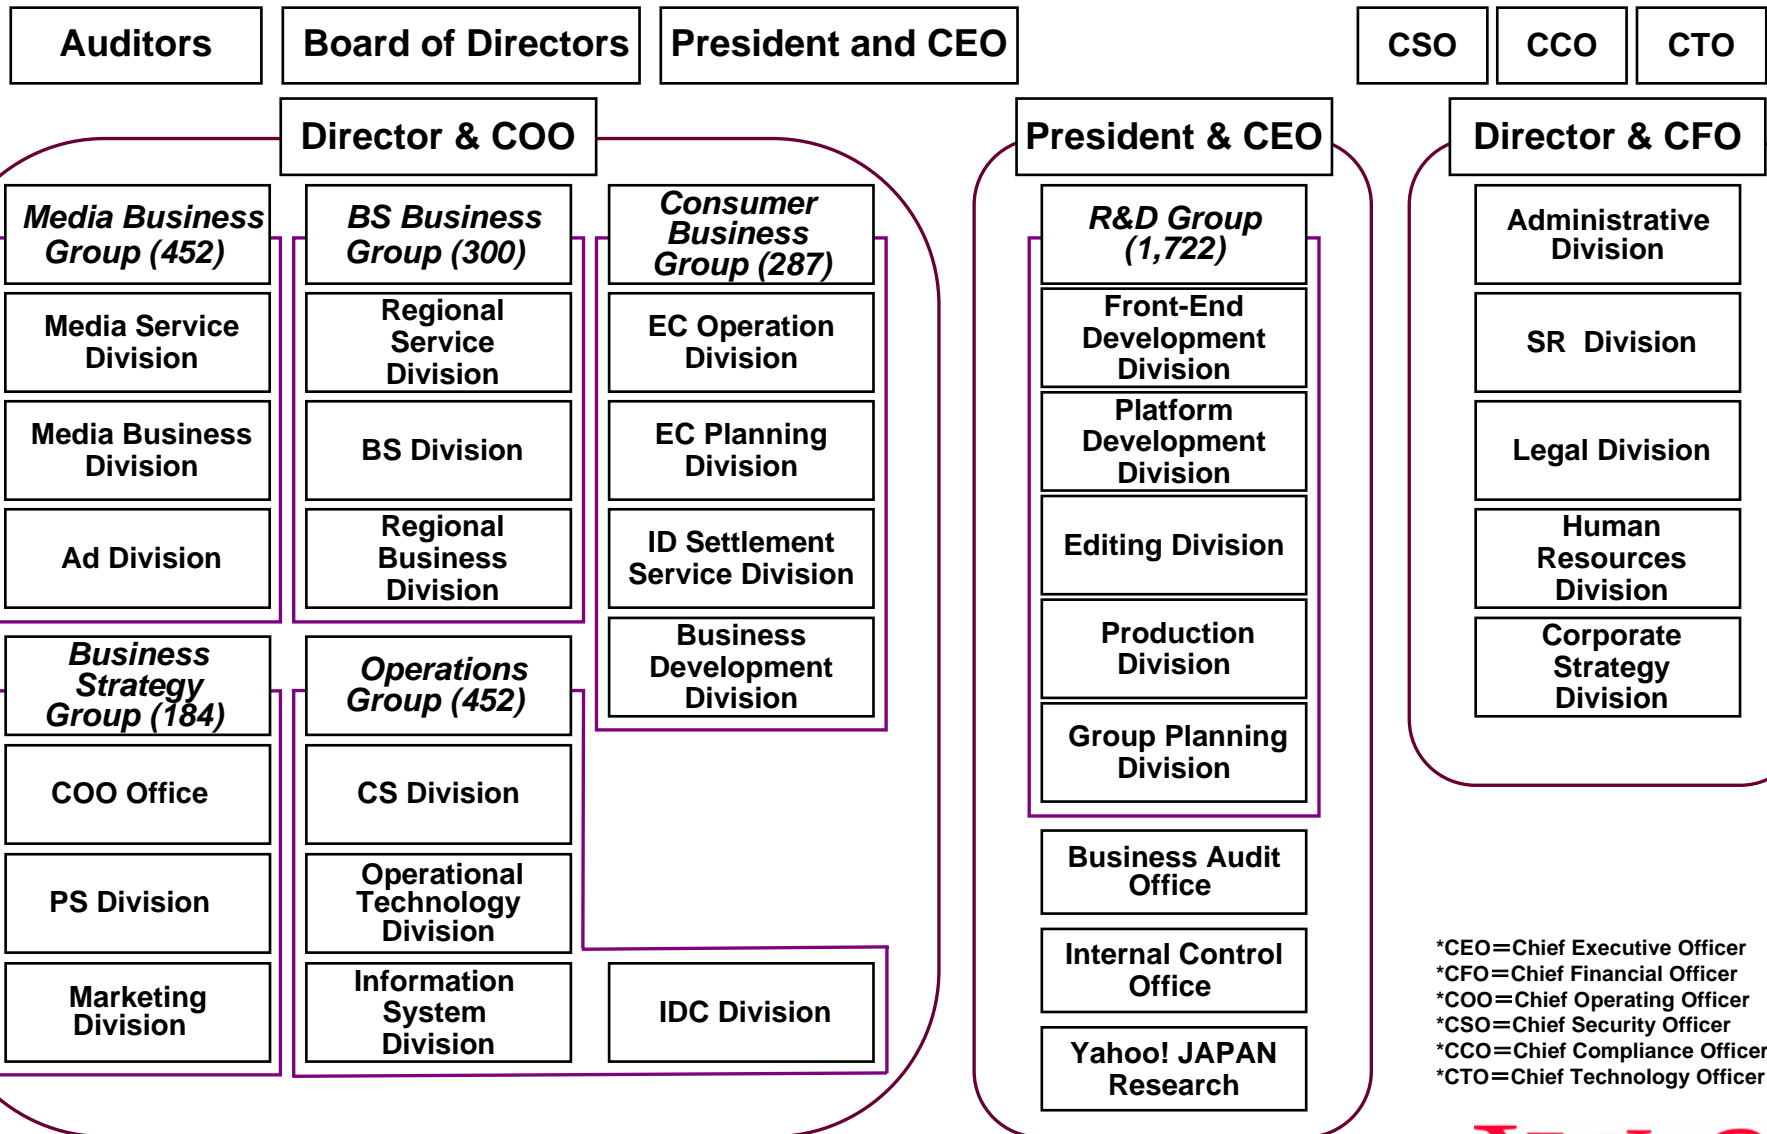 Auditors
Board of Directors
President and CEO
CSO
CCO
CTO
Director & COO
President & CEO
Director & CFO
Media Business
Group (452)
Media Service
Division
Media Business
Division
Ad Division
BS Business
Group (300)
Regional
Service
Division
BS Division
Regional
Business
Division
Consumer
Business
Group (287)
EC Operation
Division
EC Planning
Division
ID Settlement
Service Division
Business
Development
Division
Business
Strategy
Group (184)
COO Office
PS Division
Marketing
Division
Operations
Group (452)
CS Division
Operational
Technology
Division
Information
System
Division
IDC Division
R&D Group
(1,722)
Front-End
Development
Division
Platform
Development
Division
Editing Division
Production
Division
Group Planning
Division
Business Audit
Office
Internal Control
Office
Yahoo! JAPAN
Research
Administrative
Division
SR Division
Legal Division
Human
Resources
Division
Corporate
Strategy
Division
*CEO=Chief Executive Officer
*CFO=Chief Financial Officer
*COO=Chief Operating Officer
*CSO=Chief Security Officer
*CCO=Chief Compliance Officer
*CTO=Chief Technology Officer